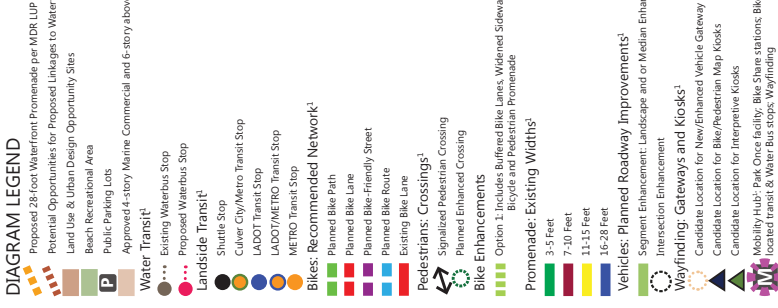 DIAGRAM LEGEND
Proposed 28-foot Waterfront Promenade per MDR LUP
Potential Opportunities for Proposed Linkages to Water
Land Use & Urban Design Opportunity Sites
Beach Recreational Area
P Public Parking Lots
Approved 4-story Marine Commercial and 6-story abov
Water Transit¹
Existing Waterbus Stop
Proposed Waterbus Stop
Landside Transit¹
Shuttle Stop
Culver City/Metro Transit Stop
LADOT Transit Stop
LADOT/METRO Transit Stop
METRO Transit Stop
Bikes: Recommended Network¹
Planned Bike Path
Planned Bike Lane
Planned Bike-Friendly Street
Planned Bike Route
Existing Bike Lane
Pedestrians: Crossings¹
Signalized Pedestrian Crossing
Planned Enhanced Crossing
Bike Enhancements
Option 1: Includes Buffered Bike Lanes, Widened Sidewa
Bicycle and Pedestrian Promenade
Promenade: Existing Widths¹
3-5 Feet
7-10 Feet
11-15 Feet
16-28 Feet
Vehicles: Planned Roadway Improvements¹
Segment Enhancement: Landscape and or Median Enhan
Intersection Enhancement
Wayfinding: Gateways and Kiosks¹
Candidate Location for New/Enhanced Vehicle Gateway
Candidate Location for Bike/Pedestrian Map Kiosks
Candidate Location for Interpretive Kiosks
M Mobility Hub¹: Park Once facility; Bike Share stations; Bik
located transit & Water Bus stops; Wayfinding